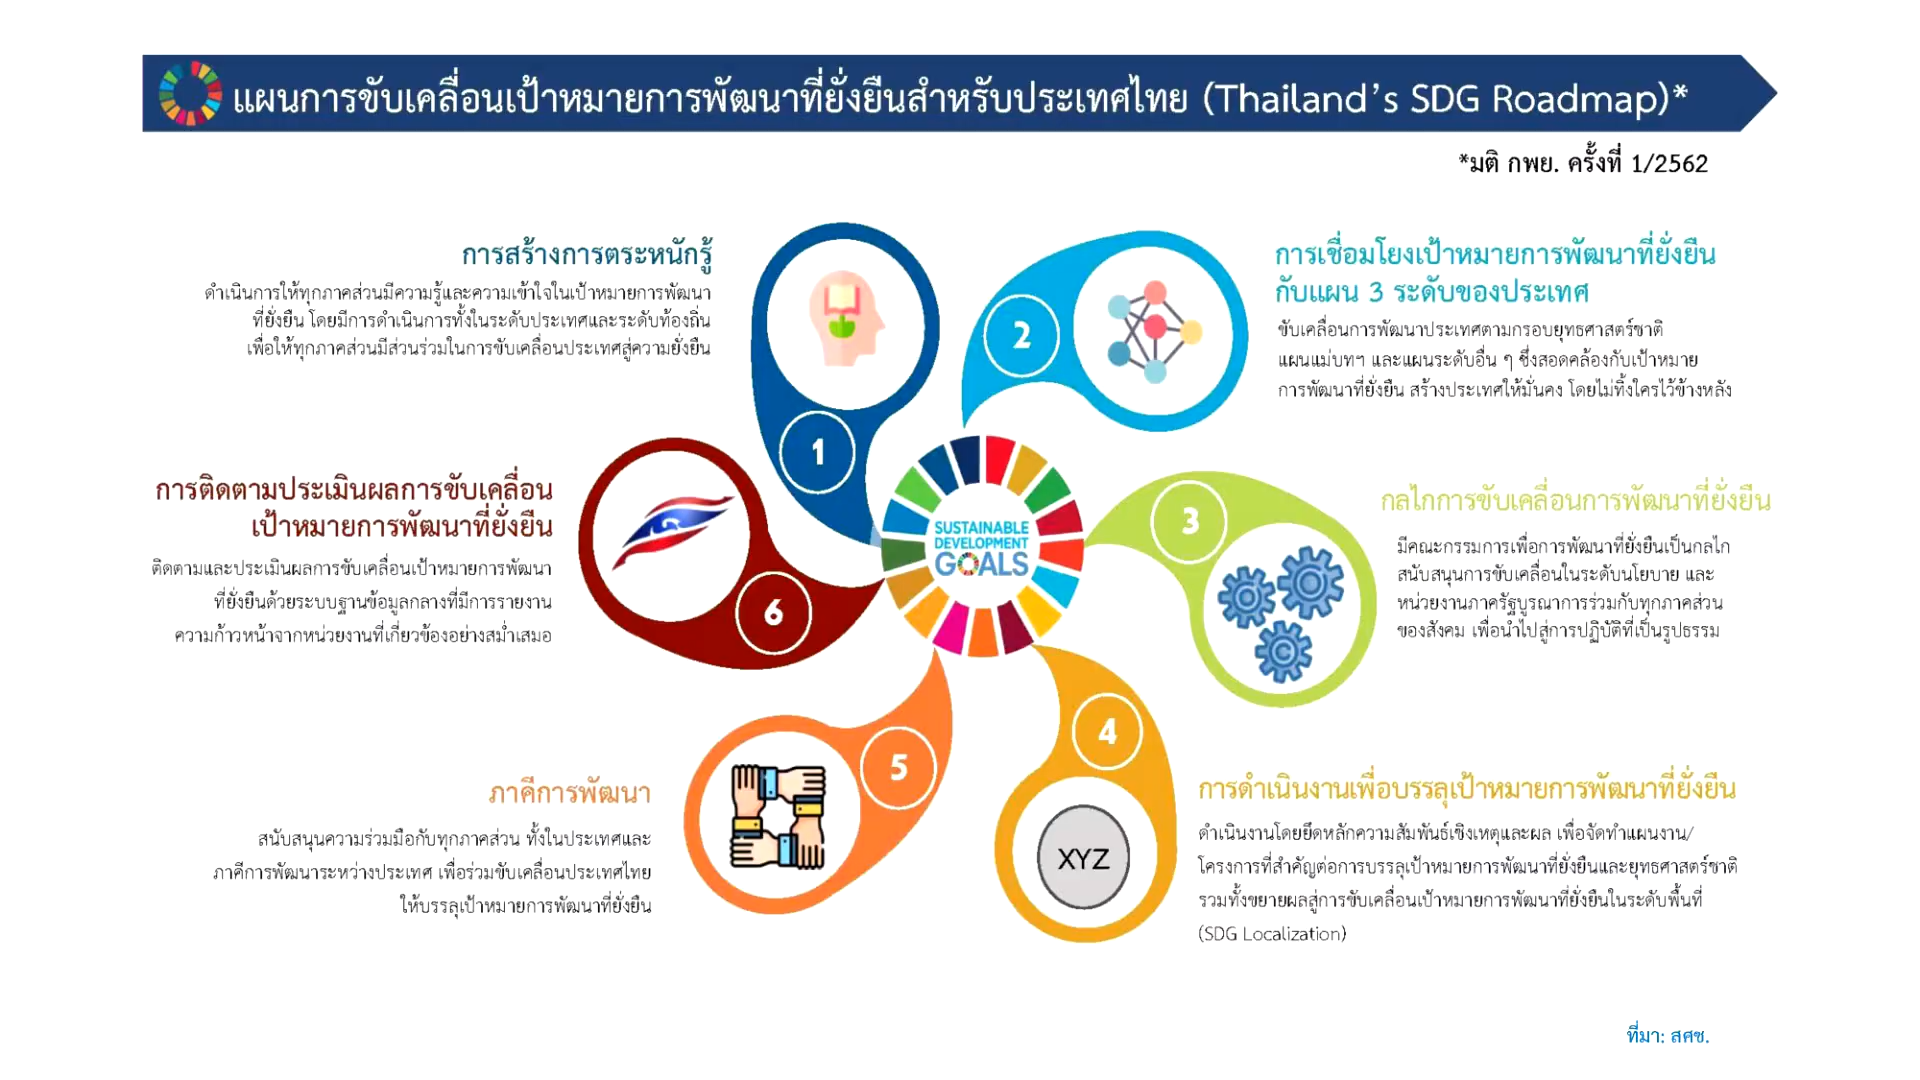 แผนการขับเคลื่อนเป้าหมายการพัฒนาที่ยั่งยืนสำหรับประเทศไทย (Thailand's SDG Roadmap)*
*มติ กพย. ครั้งที่ 1/2562
การสร้างการตระหนักรู้
ดำเนินการให้ทุกภาคส่วนมีความรู้และความเข้าใจในเป้าหมายการพัฒนา
ที่ยั่งยืน โดยมีการดำเนินการทั้งในระดับประเทศและระดับท้องถิ่น
เพื่อให้ทุกภาคส่วนมีส่วนร่วมในการขับเคลื่อนประเทศสู่ความยั่งยืน
1
2
การเชื่อมโยงเป้าหมายการพัฒนาที่ยั่งยืน
กับแผน 3 ระดับของประเทศ
ขับเคลื่อนการพัฒนาประเทศตามกรอบยุทธศาสตร์ชาติ
แผนแม่บทฯ และแผนระดับอื่น ๆ ซึ่งสอดคล้องกับเป้าหมาย
การพัฒนาที่ยั่งยืน สร้างประเทศให้มั่นคง โดยไม่ทิ้งใครไว้ข้างหลัง
SUSTAINABLE
DEVELOPMENT
GOALS
3
กลไกการขับเคลื่อนการพัฒนาที่ยั่งยืน
มีคณะกรรมการเพื่อการพัฒนาที่ยั่งยืนเป็นกลไก
สนับสนุนการขับเคลื่อนในระดับนโยบาย และ
หน่วยงานภาครัฐบูรณาการร่วมกับทุกภาคส่วน
ของสังคม เพื่อนำไปสู่การปฏิบัติที่เป็นรูปธรรม
4
XYZ
การดำเนินงานเพื่อบรรลุเป้าหมายการพัฒนาที่ยั่งยืน
ดำเนินงานโดยยึดหลักความสัมพันธ์เชิงเหตุและผล เพื่อจัดทำแผนงาน/
โครงการที่สำคัญต่อการบรรลุเป้าหมายการพัฒนาที่ยั่งยืนและยุทธศาสตร์ชาติ
รวมทั้งขยายผลสู่การขับเคลื่อนเป้าหมายการพัฒนาที่ยั่งยืนในระดับพื้นที่
(SDG Localization)
5
ภาคีการพัฒนา
สนับสนุนความร่วมมือกับทุกภาคส่วน ทั้งในประเทศและ
ภาคีการพัฒนาระหว่างประเทศ เพื่อร่วมขับเคลื่อนประเทศไทย
ให้บรรลุเป้าหมายการพัฒนาที่ยั่งยืน
6
การติดตามประเมินผลการขับเคลื่อน
เป้าหมายการพัฒนาที่ยั่งยืน
ติดตามและประเมินผลการขับเคลื่อนเป้าหมายการพัฒนา
ที่ยั่งยืนด้วยระบบฐานข้อมูลกลางที่มีการรายงาน
ความก้าวหน้าจากหน่วยงานที่เกี่ยวข้องอย่างสม่ำเสมอ
ที่มา: สศช.